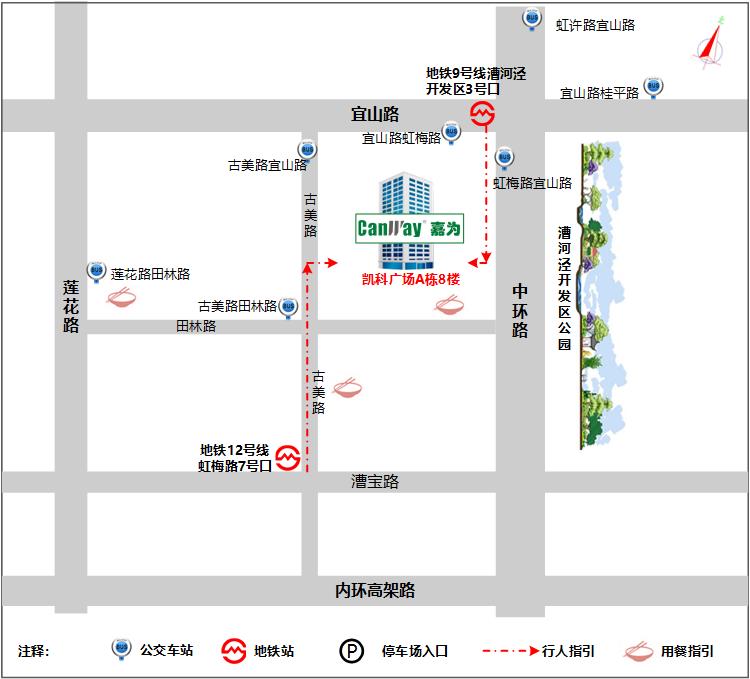 虹许路宜山路
地铁9号线漕河泾
开发区3号口
宜山路桂平路
宜山路
宜山路虹梅路
古美路宜山路
虹梅路宜山路
古美路
CanWay 嘉为
漕河泾开发区公园
莲花路田林路
凯科广场A栋8楼
莲花路
中环路
古美路田林路
田林路
古美路
地铁12号线
虹梅路7号口
漕宝路
内环高架路
注释：
BUS
公交车站
地铁站
P
停车场入口
行人指引
用餐指引